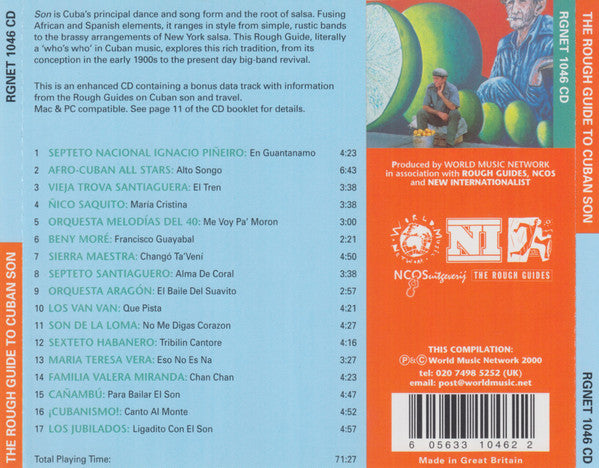 RGNET 1046 CD
THE ROUGH GUIDE TO CUBAN SON
Son is Cuba's principal dance and song form and the root of salsa. Fusing
African and Spanish elements, it ranges in style from simple, rustic roots
to the brassy arrangements of New York salsa. This Rough Guide, literally
a 'who's who' in Cuban music, explores this rich tradition, from its
conception in the early 1900s to the present day big-band revival.
This is an enhanced CD containing a bonus data track with information
from the Rough Guides on Cuban son and travel.
Mac & PC compatible. See page 11 of the CD booklet for details.
1 SEPTETO NACIONAL IGNACIO PIÑEIRO: En Guantanamo 4:23
2 AFRO-CUBAN ALL STARS: Alto Songo 6:43
3 VIEJA TROVA SANTIAGUERA: El Tren 3:38
4 ÑICO SAQUITO: María Cristina 3:38
5 ORQUESTA MELODÍAS DEL 40: Me Voy Pa' Moron 3:00
6 BENY MORÉ: Francisco Guayabal 2:21
7 SIERRA MAESTRA: Changó Ta'Vení 4:50
8 SEPTETO SANTIAGUERO: Alma De Coral 3:38
9 ORQUESTA ARAGÓN: El Baile Del Suavito 2:57
10 LOS VAN VAN: Que Pista 4:21
11 SON DE LA LOMA: No Me Digas Corazon 4:27
12 SEXTETO HABANERO: Tribilin Cantore 4:38
13 MARIA TERESA VERA: Eso No Es Na 3:27
14 FAMILIA VALERA MIRANDA: Chan Chan 4:23
15 CAÑAMBÚ: Para Bailar El Son 2:47
16 ¡CUBANISMO!: Canto Al Monte 4:52
17 LOS JUBILADOS: Ligadito Con El Son 4:57
Total Playing Time: 71:27
Produced by WORLD MUSIC NETWORK
in association with ROUGH GUIDES, NCOS
and NEW INTERNATIONALIST
WORLD MUSIC NETWORK
NI
NCOS uitgeverij
THE ROUGH GUIDES
THIS COMPILATION:
℗&© World Music Network 2000
tel: 020 7498 5252 (UK)
email: post@worldmusic.net
6 05633 10462 2
Made in Great Britain
RGNET 1046 CD
THE ROUGH GUIDE TO CUBAN SON
RGNET 1046 CD